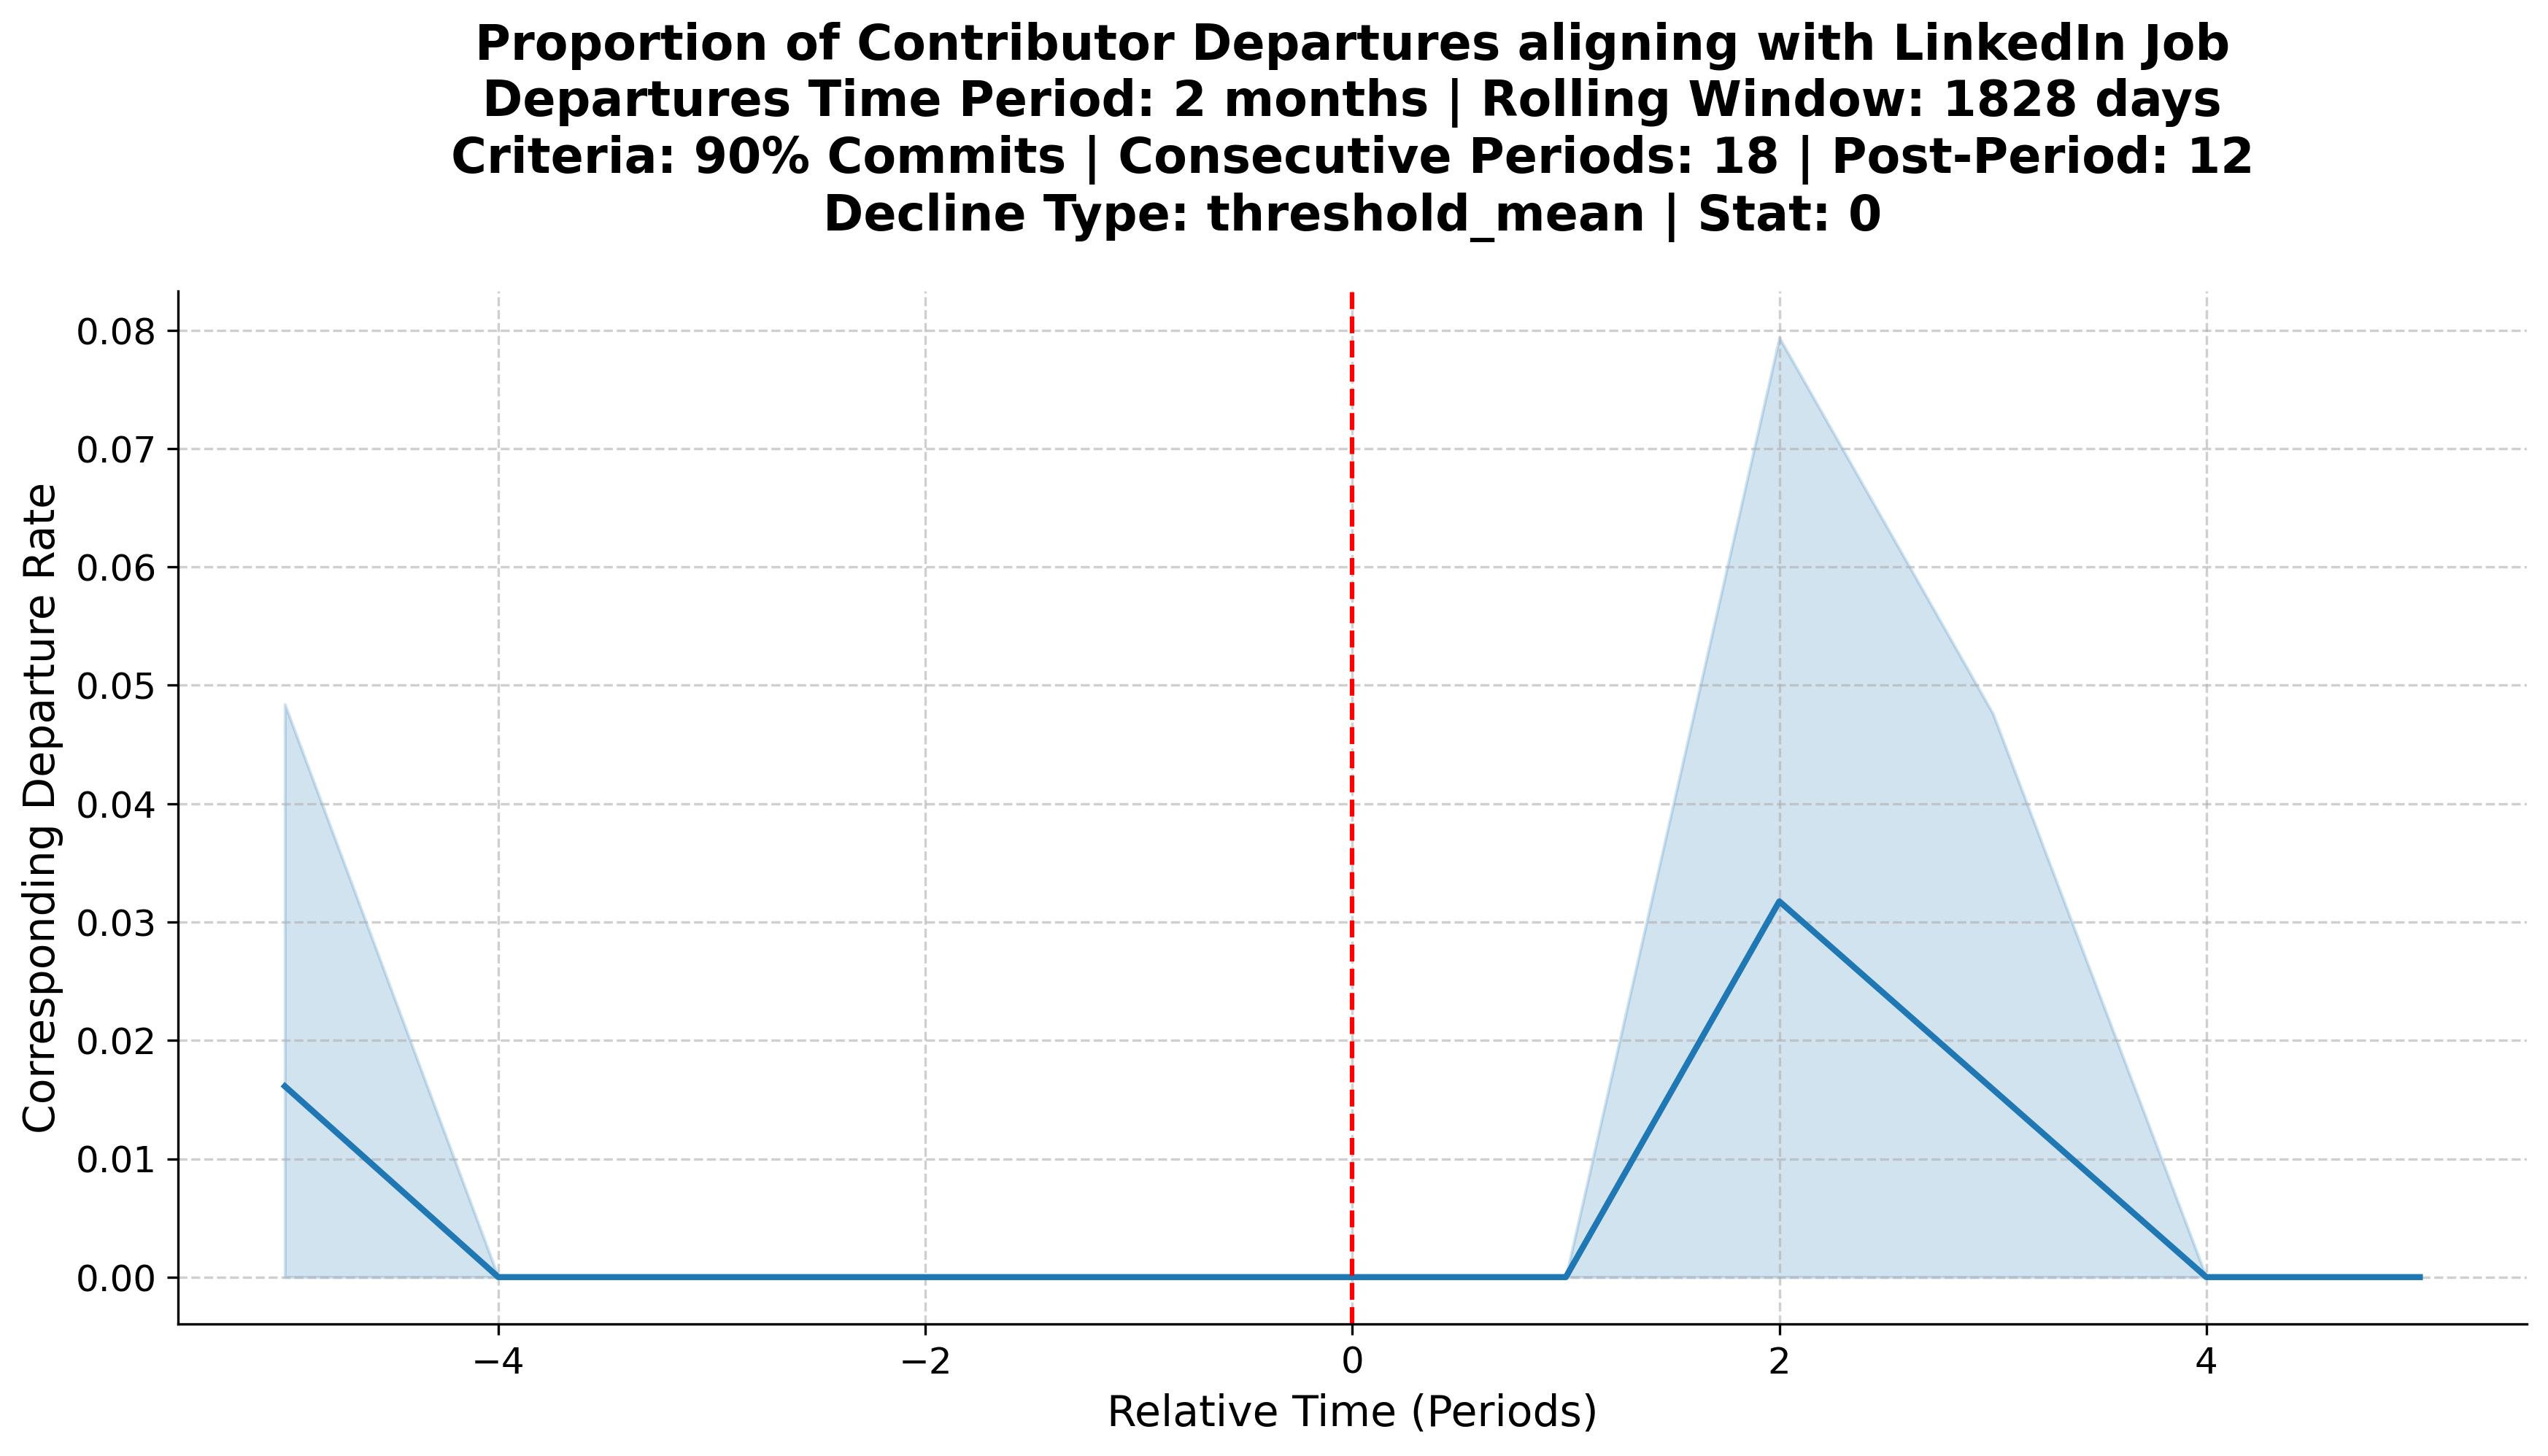 Proportion of Contributor Departures aligning with LinkedIn Job
Departures Time Period: 2 months | Rolling Window: 1828 days
Criteria: 90% Commits | Consecutive Periods: 18 | Post-Period: 12
Decline Type: threshold_mean | Stat: 0
Corresponding Departure Rate
0.08
0.07
0.06
0.05
0.04
0.03
0.02
0.01
0.00
−4
−2
0
2
4
Relative Time (Periods)